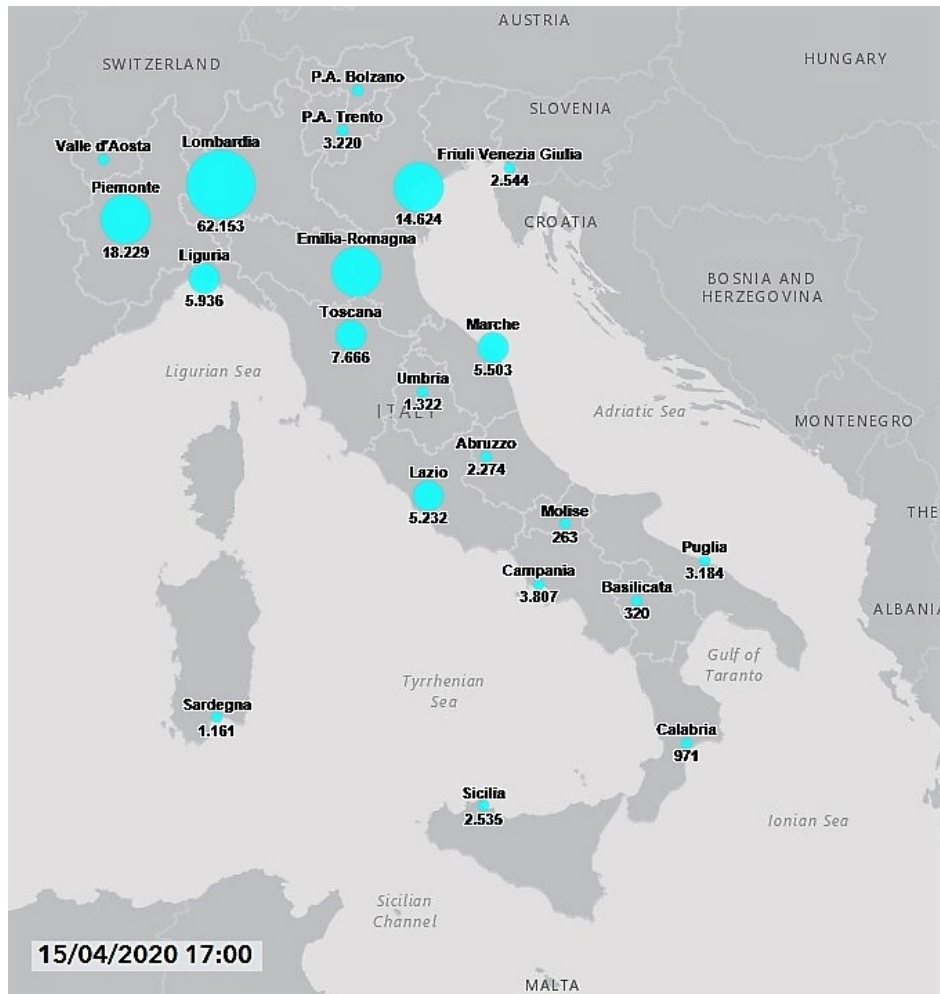 AUSTRIA
SWITZERLAND
HUNGARY
P.A. Bolzano
SLOVENIA
P.A. Trento
3.220
Valle d'Aosta
Lombardia
62.153
Friuli Venezia Giulia
2.544
Piemonte
18.229
14.624
CROATIA
Emilia-Romagna
Liguria
5.936
BOSNIA AND
HERZEGOVINA
Toscana
7.666
Marche
5.503
Ligurian Sea
Umbria
1.322
ITALY
Adriatic Sea
MONTENEGRO
Abruzzo
2.274
Lazio
5.232
Molise
263
THE
Puglia
3.184
Campania
3.807
Basilicata
320
ALBANIA
Gulf of
Taranto
Tyrrhenian
Sea
Sardegna
1.161
Calabria
971
Sicilia
2.535
Ionian Sea
Sicilian
Channel
15/04/2020 17:00
MALTA